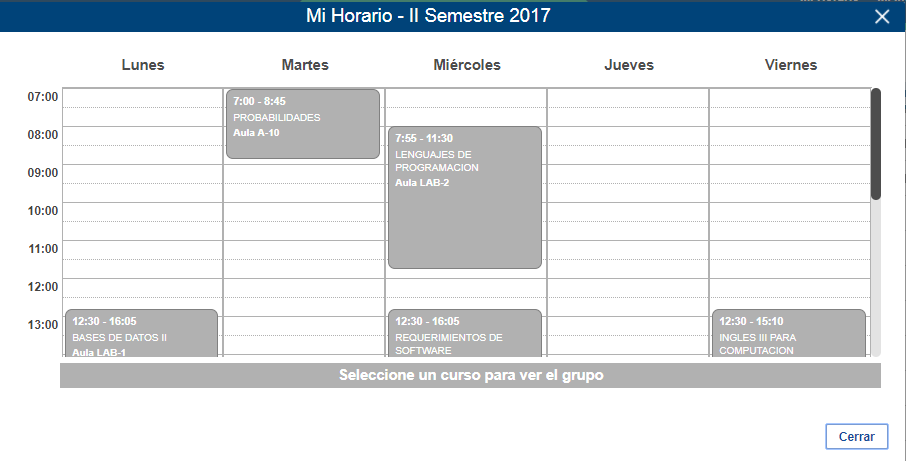 Mi Horario - II Semestre 2017
Lunes Martes Miércoles Jueves Viernes
07:00
08:00
09:00
10:00
11:00
12:00
13:00
7:00 - 8:45
PROBABILIDADES
Aula A-10
7:55 - 11:30
LENGUAJES DE
PROGRAMACION
Aula LAB-2
12:30 - 16:05
BASES DE DATOS II
Aula LAB-1
12:30 - 16:05
REQUERIMIENTOS DE
SOFTWARE
12:30 - 15:10
INGLES III PARA
COMPUTACION
Seleccione un curso para ver el grupo
Cerrar